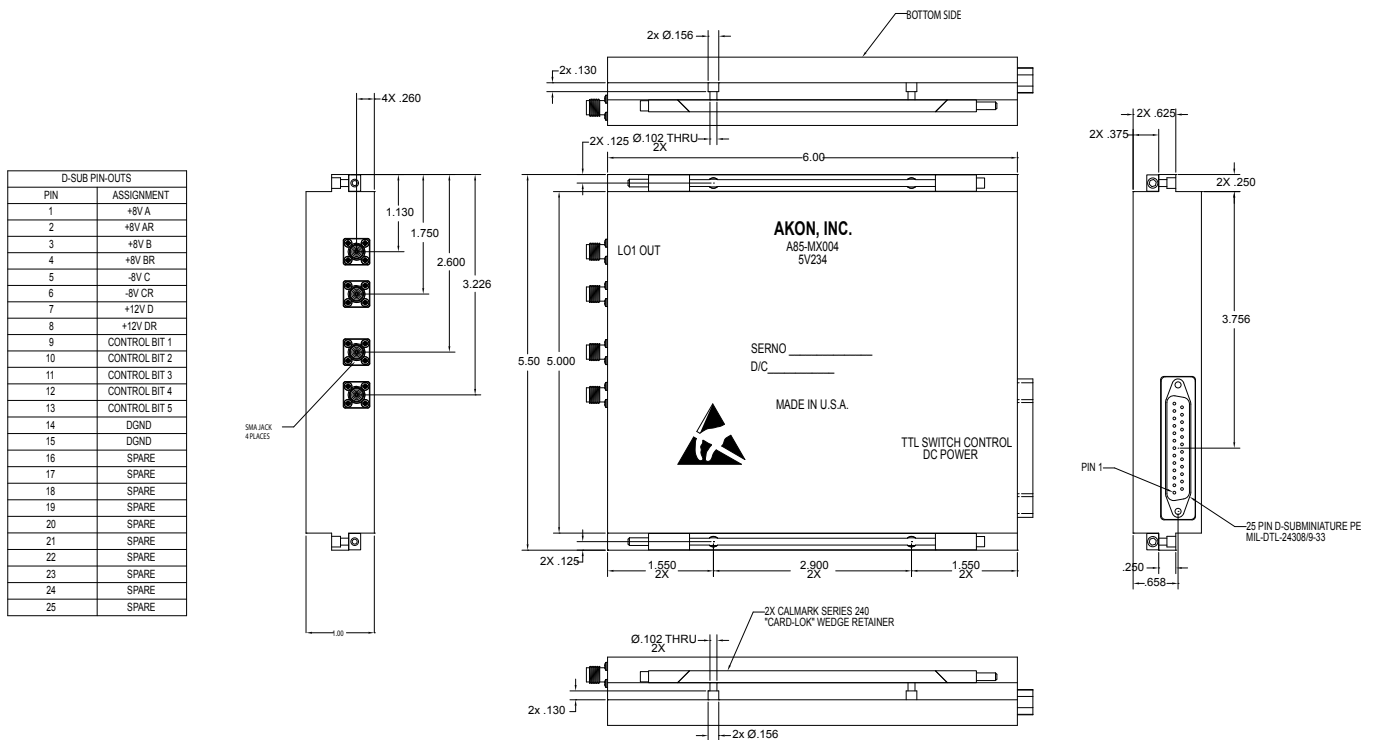 BOTTOM SIDE
2x Ø.156
2x .130
4X .260
2X .125
Ø.102 THRU
2X
6.00
2X .625
2X .375
2X .250
D-SUB PIN-OUTS
PIN ASSIGNMENT
1 +8V A
2 +8V AR
3 +8V B
4 +8V BR
5 -8V C
6 -8V CR
7 +12V D
8 +12V DR
9 CONTROL BIT 1
10 CONTROL BIT 2
11 CONTROL BIT 3
12 CONTROL BIT 4
13 CONTROL BIT 5
14 DGND
15 DGND
16 SPARE
17 SPARE
18 SPARE
19 SPARE
20 SPARE
21 SPARE
22 SPARE
23 SPARE
24 SPARE
25 SPARE
1.130
1.750
2.600
3.226
SMA JACK
4 PLACES
1.00
AKON, INC.
A85-MX004
5V234
LO1 OUT
5.50
5.000
SERNO
D/C
MADE IN U.S.A.
TTL SWITCH CONTROL
DC POWER
3.756
PIN 1
25 PIN D-SUBMINIATURE PE
MIL-DTL-24308/9-33
.250
.658
2X .125
1.550
2X
2.900
2X
1.550
2X
2X CALMARK SERIES 240
"CARD-LOK" WEDGE RETAINER
Ø.102 THRU
2X
2x .130
2x Ø.156